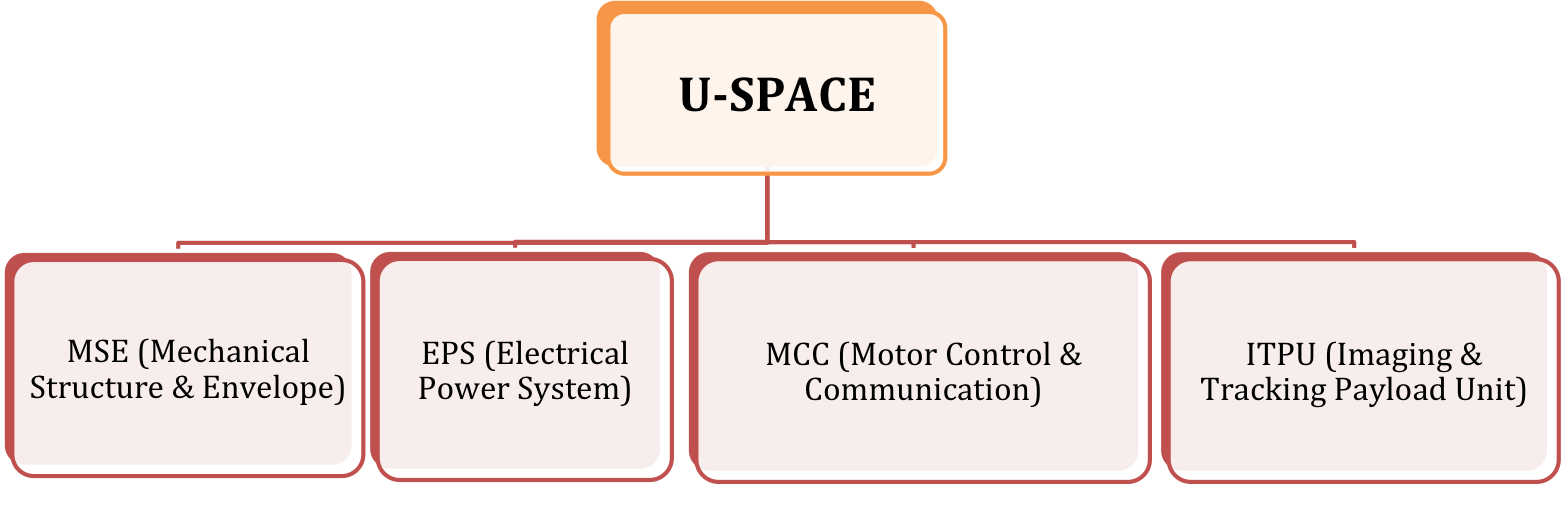 U-SPACE
MSE (Mechanical
Structure & Envelope)
EPS (Electrical
Power System)
MCC (Motor Control &
Communication)
ITPU (Imaging &
Tracking Payload Unit)